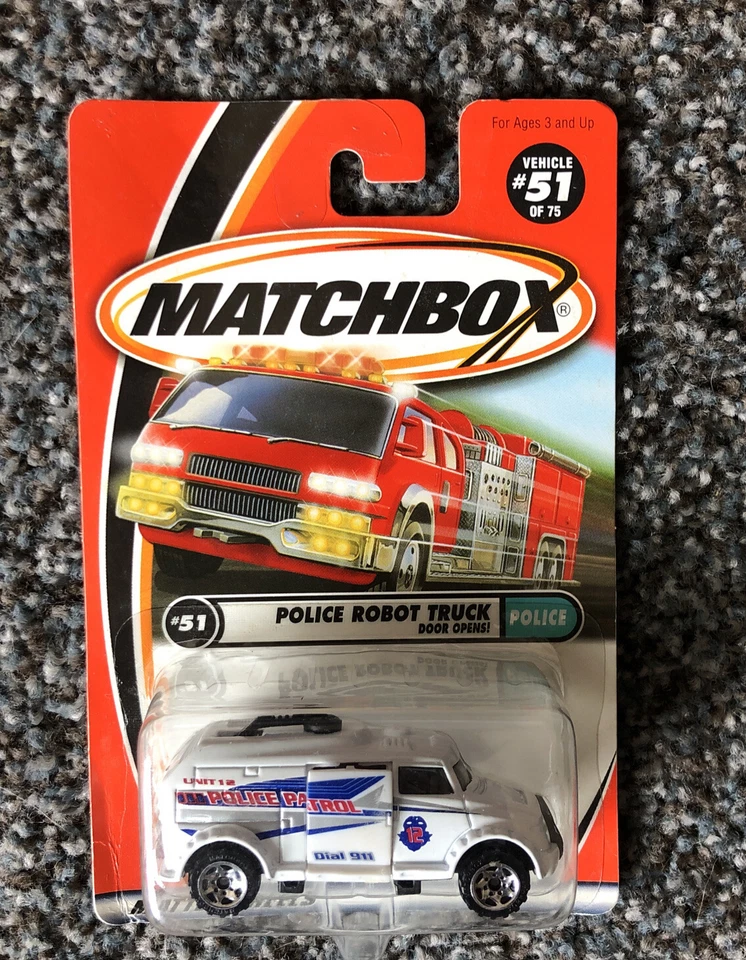 For Ages 3 and Up
VEHICLE
#51
OF 75
MATCHBOX®
#51
POLICE ROBOT TRUCK
DOOR OPENS!
POLICE
UNIT 12
POLICE PATROL
12
Dial 911